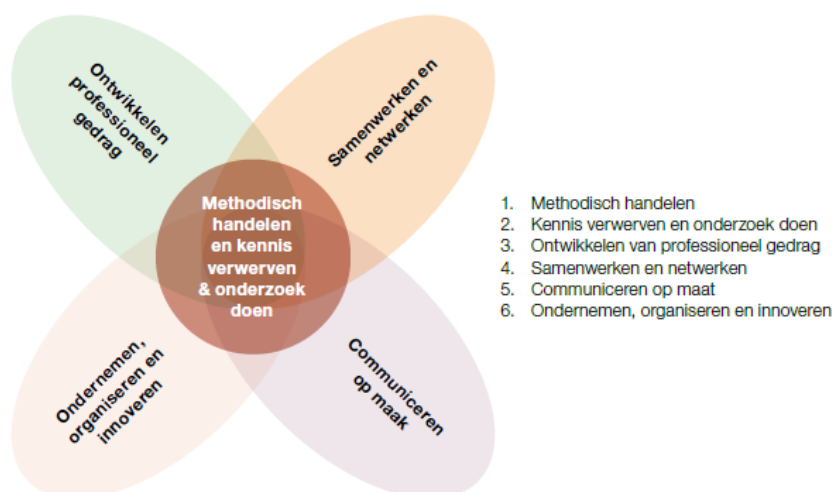 Ontwikkelen
professioneel
gedrag
Samenwerken en
netwerken
Methodisch
handelen
en kennis
verwerven
& onderzoek
doen
Ondernemen,
organiseren en
innoveren
Communiceren
op maak
1. Methodisch handelen
2. Kennis verwerven en onderzoek doen
3. Ontwikkelen van professioneel gedrag
4. Samenwerken en netwerken
5. Communiceren op maat
6. Ondernemen, organiseren en innoveren